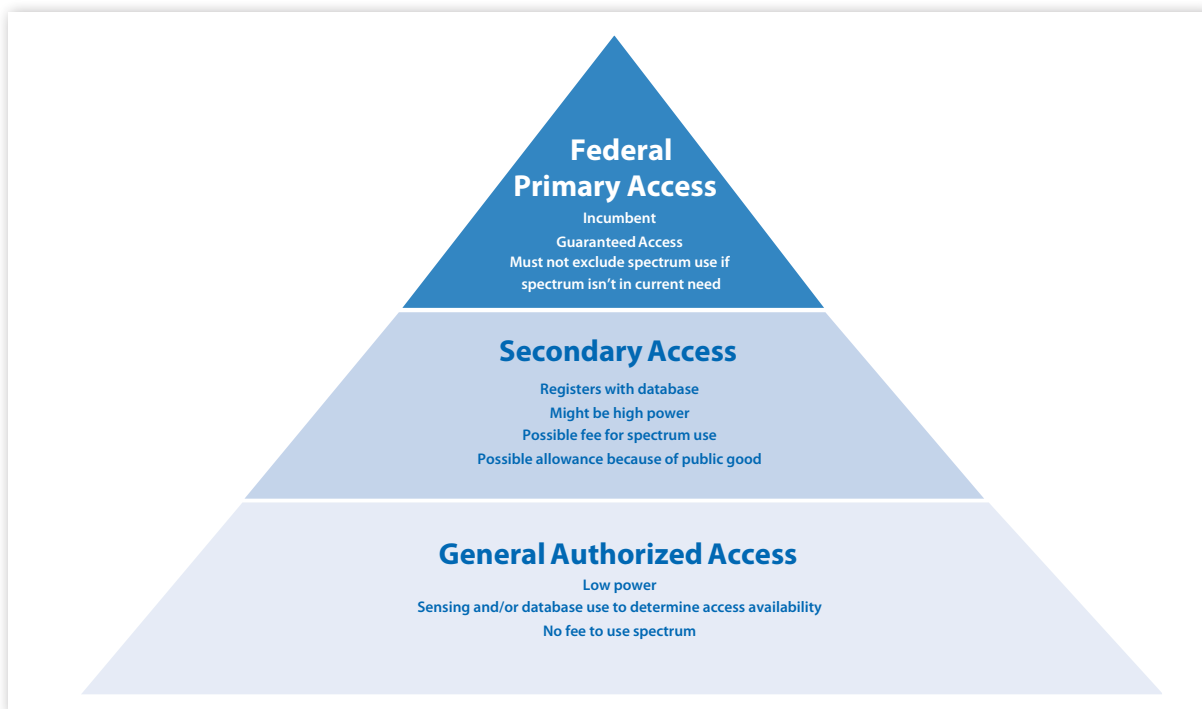 Federal
Primary Access
Incumbent
Guaranteed Access
Must not exclude spectrum use if
spectrum isn’t in current need
Secondary Access
Registers with database
Might be high power
Possible fee for spectrum use
Possible allowance because of public good
General Authorized Access
Low power
Sensing and/or database use to determine access availability
No fee to use spectrum